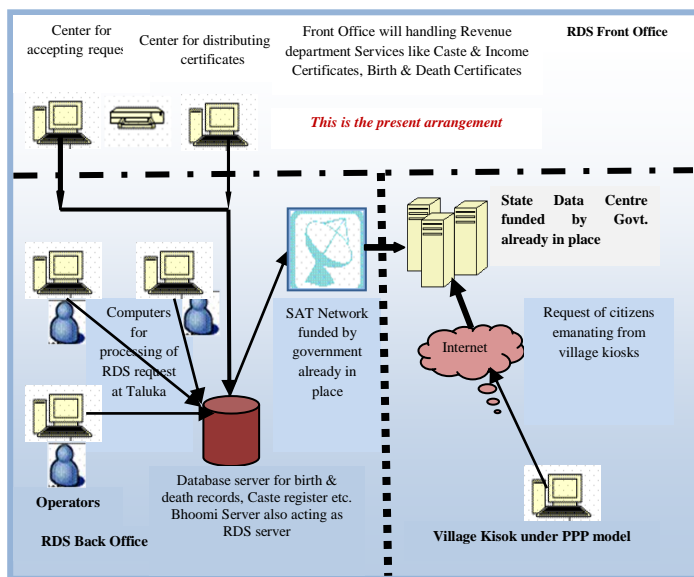 Center for
accepting reques
Center for distributing
certificates
Front Office will handling Revenue
department Services like Caste & Income
Certificates, Birth & Death Certificates
RDS Front Office
This is the present arrangement
State Data Centre
funded by Govt.
already in place
Computers
for
processing of
RDS request
at Taluka
SAT Network
funded by
government
already in
place
Internet
Request of citizens
emanating from
village kiosks
Operators
RDS Back Office
Database server for birth &
death records, Caste register etc.
Bhoomi Server also acting as
RDS server
Village Kisok under PPP model